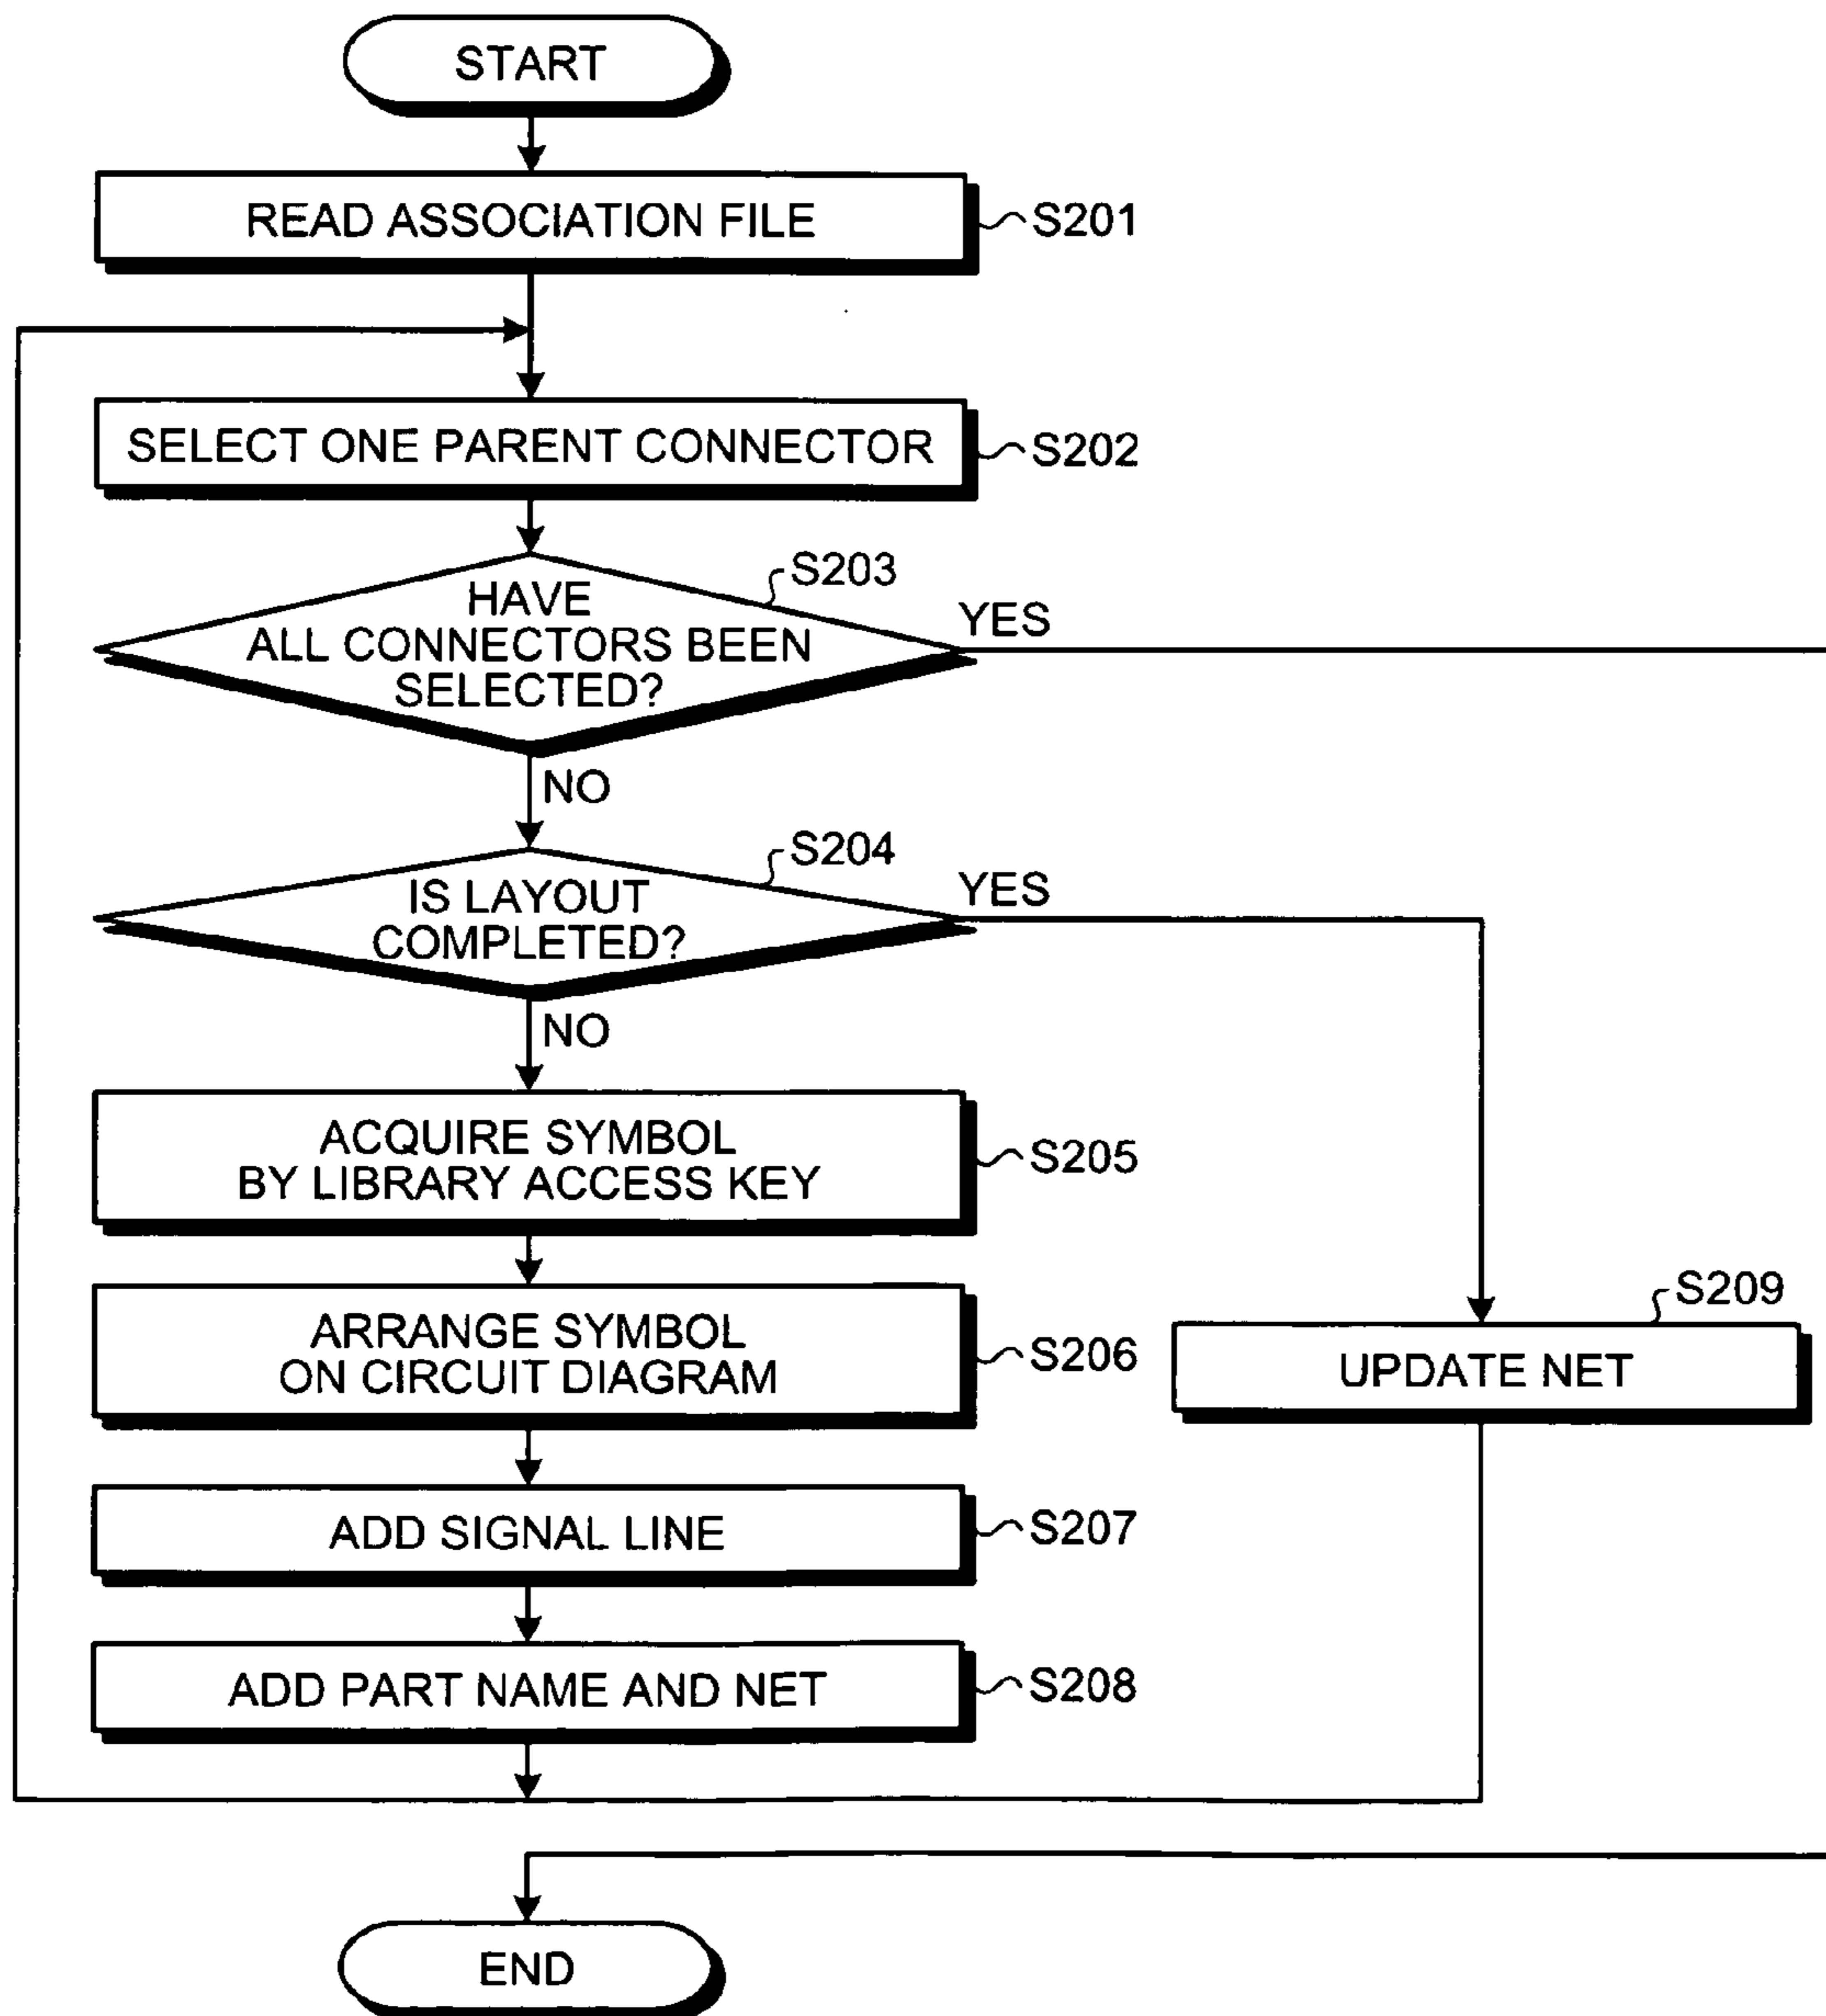 START
READ ASSOCIATION FILE
S201
SELECT ONE PARENT CONNECTOR
S202
S203
HAVE
ALL CONNECTORS BEEN
SELECTED?
YES
NO
S204
IS LAYOUT
COMPLETED?
YES
NO
ACQUIRE SYMBOL
BY LIBRARY ACCESS KEY
S205
ARRANGE SYMBOL
ON CIRCUIT DIAGRAM
S206
S209
UPDATE NET
ADD SIGNAL LINE
S207
ADD PART NAME AND NET
S208
END